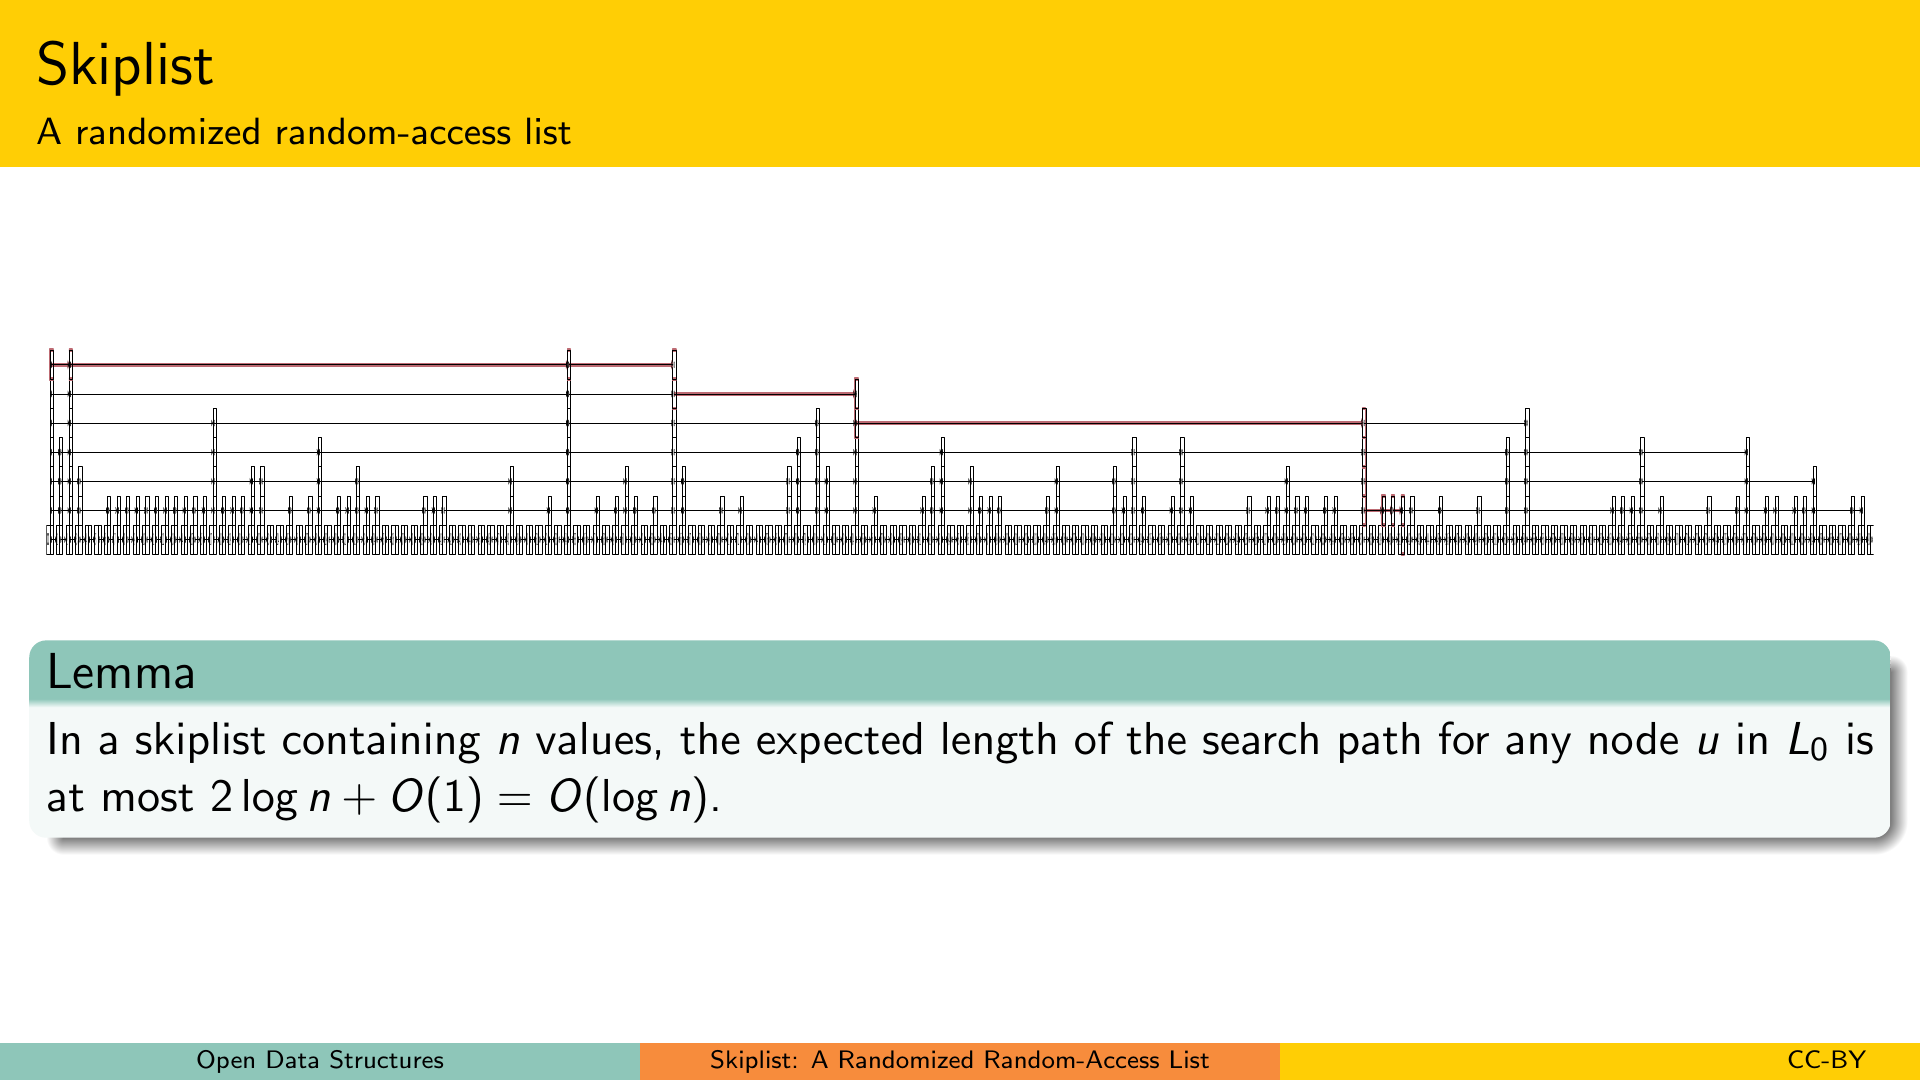 Skiplist
A randomized random-access list
Lemma
In a skiplist containing n values, the expected length of the search path for any node u in L₀ is
at most 2 log n + O(1) = O(log n).
Open Data Structures
Skiplist: A Randomized Random-Access List
CC-BY